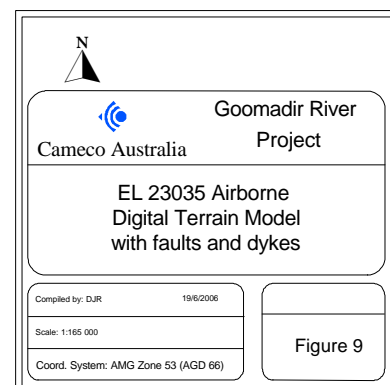 N
Cameco Australia
Goomadir River
Project
EL 23035 Airborne
Digital Terrain Model
with faults and dykes
Compiled by: DJR 19/6/2006
Scale: 1:165 000
Coord. System: AMG Zone 53 (AGD 66)
Figure 9